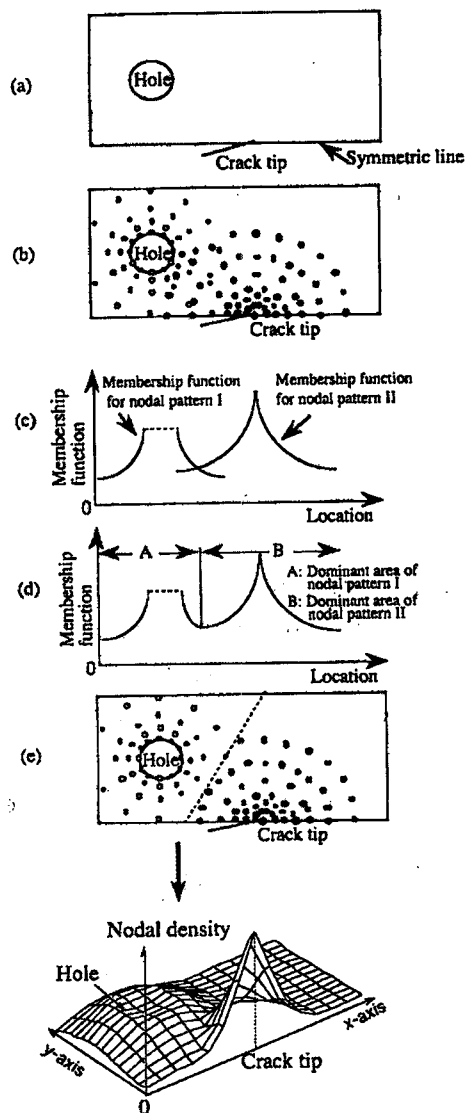 (a)
Hole
Crack tip
Symmetric line
(b)
Hole
Crack tip
(c)
Membership function
Membership function
for nodal pattern I
Membership function
for nodal pattern II
0
Location
(d)
Membership function
A
B
A: Dominant area of
nodal pattern I
B: Dominant area of
nodal pattern II
0
Location
(e)
Hole
Crack tip
Nodal density
Hole
y-axis
x-axis
Crack tip
0